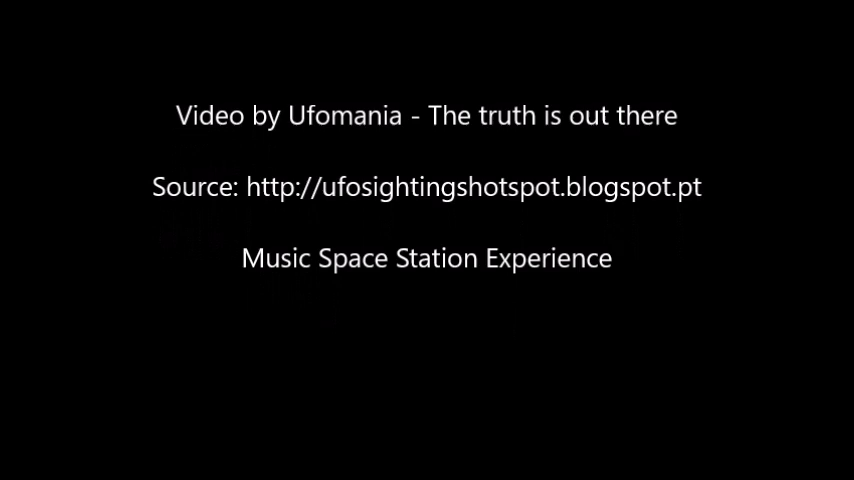 Video by Ufomania - The truth is out there
Source: http://ufosightingshotspot.blogspot.pt
Music Space Station Experience